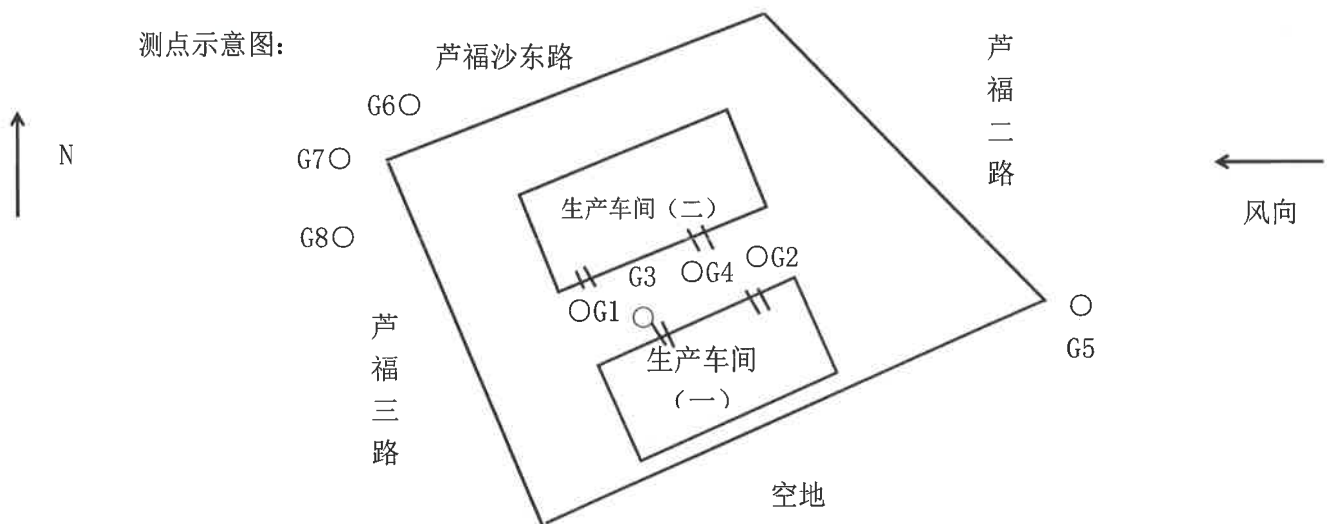 测点示意图：
芦福沙东路
芦福二路
G6
N
G7
风向
生产车间（二）
G8
G3
G4
G2
G1
生产车间
（一）
G5
芦福三路
空地